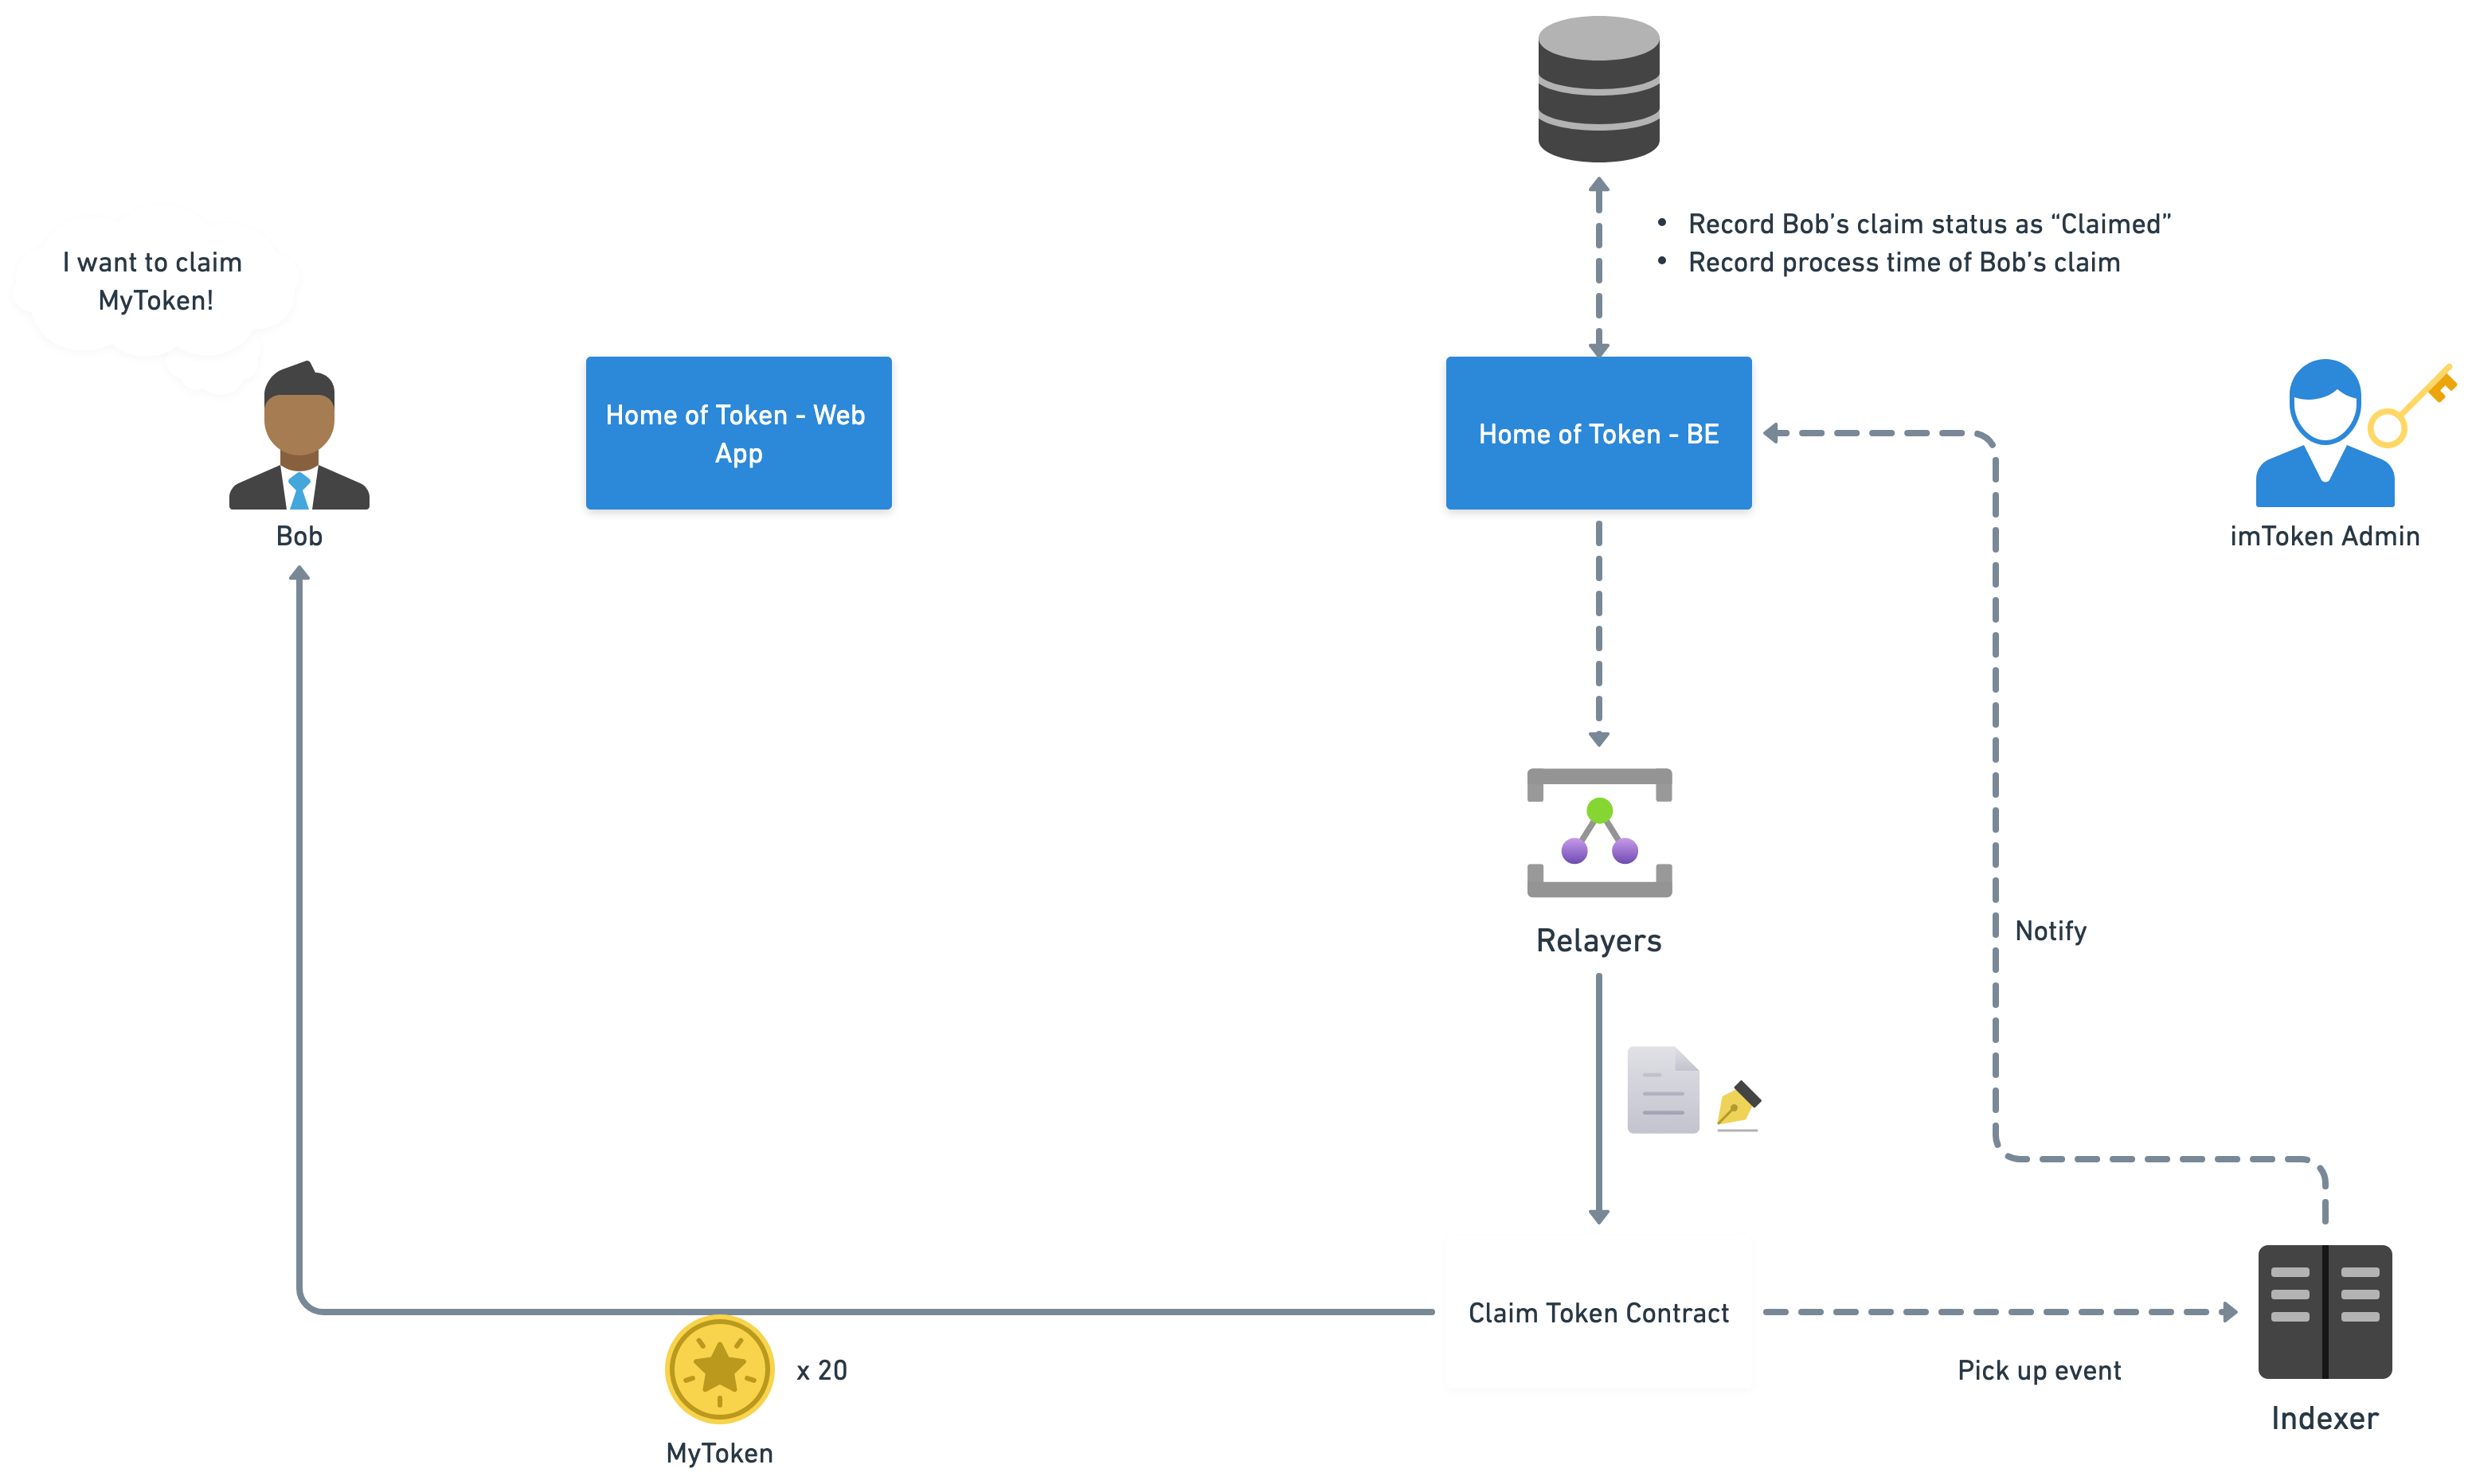 • Record Bob’s claim status as “Claimed”
• Record process time of Bob’s claim
I want to claim
MyToken!
Home of Token - Web
App
Home of Token - BE
Bob
imToken Admin
Notify
Relayers
Claim Token Contract
x 20
Pick up event
Indexer
MyToken